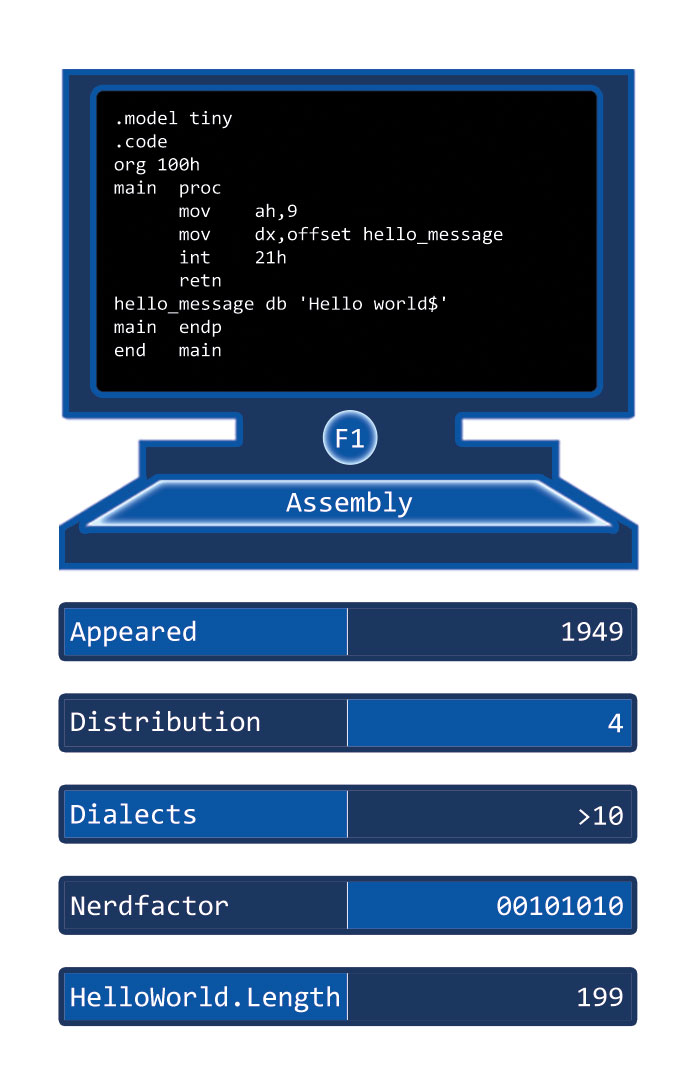 .model tiny
.code
org 100h
main  proc
      mov    ah,9
      mov    dx,offset hello_message
      int    21h
      retn
hello_message db 'Hello world$'
main  endp
end   main
F1
Assembly
Appeared 1949
Distribution 4
Dialects >10
Nerdfactor 00101010
HelloWorld.Length 199